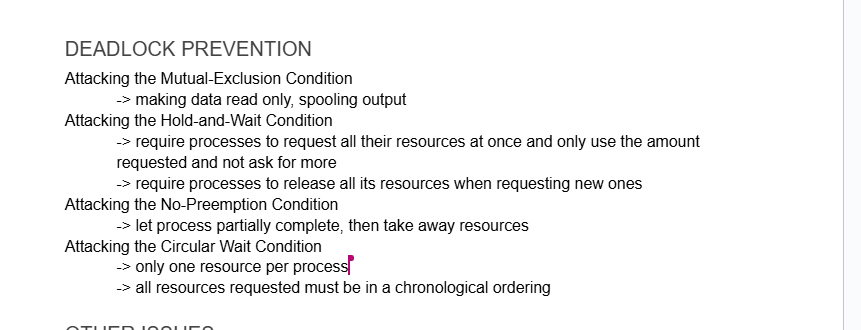 DEADLOCK PREVENTION
Attacking the Mutual-Exclusion Condition
-> making data read only, spooling output
Attacking the Hold-and-Wait Condition
-> require processes to request all their resources at once and only use the amount
requested and not ask for more
-> require processes to release all its resources when requesting new ones
Attacking the No-Preemption Condition
-> let process partially complete, then take away resources
Attacking the Circular Wait Condition
-> only one resource per process
-> all resources requested must be in a chronological ordering
OTHER ISSUES